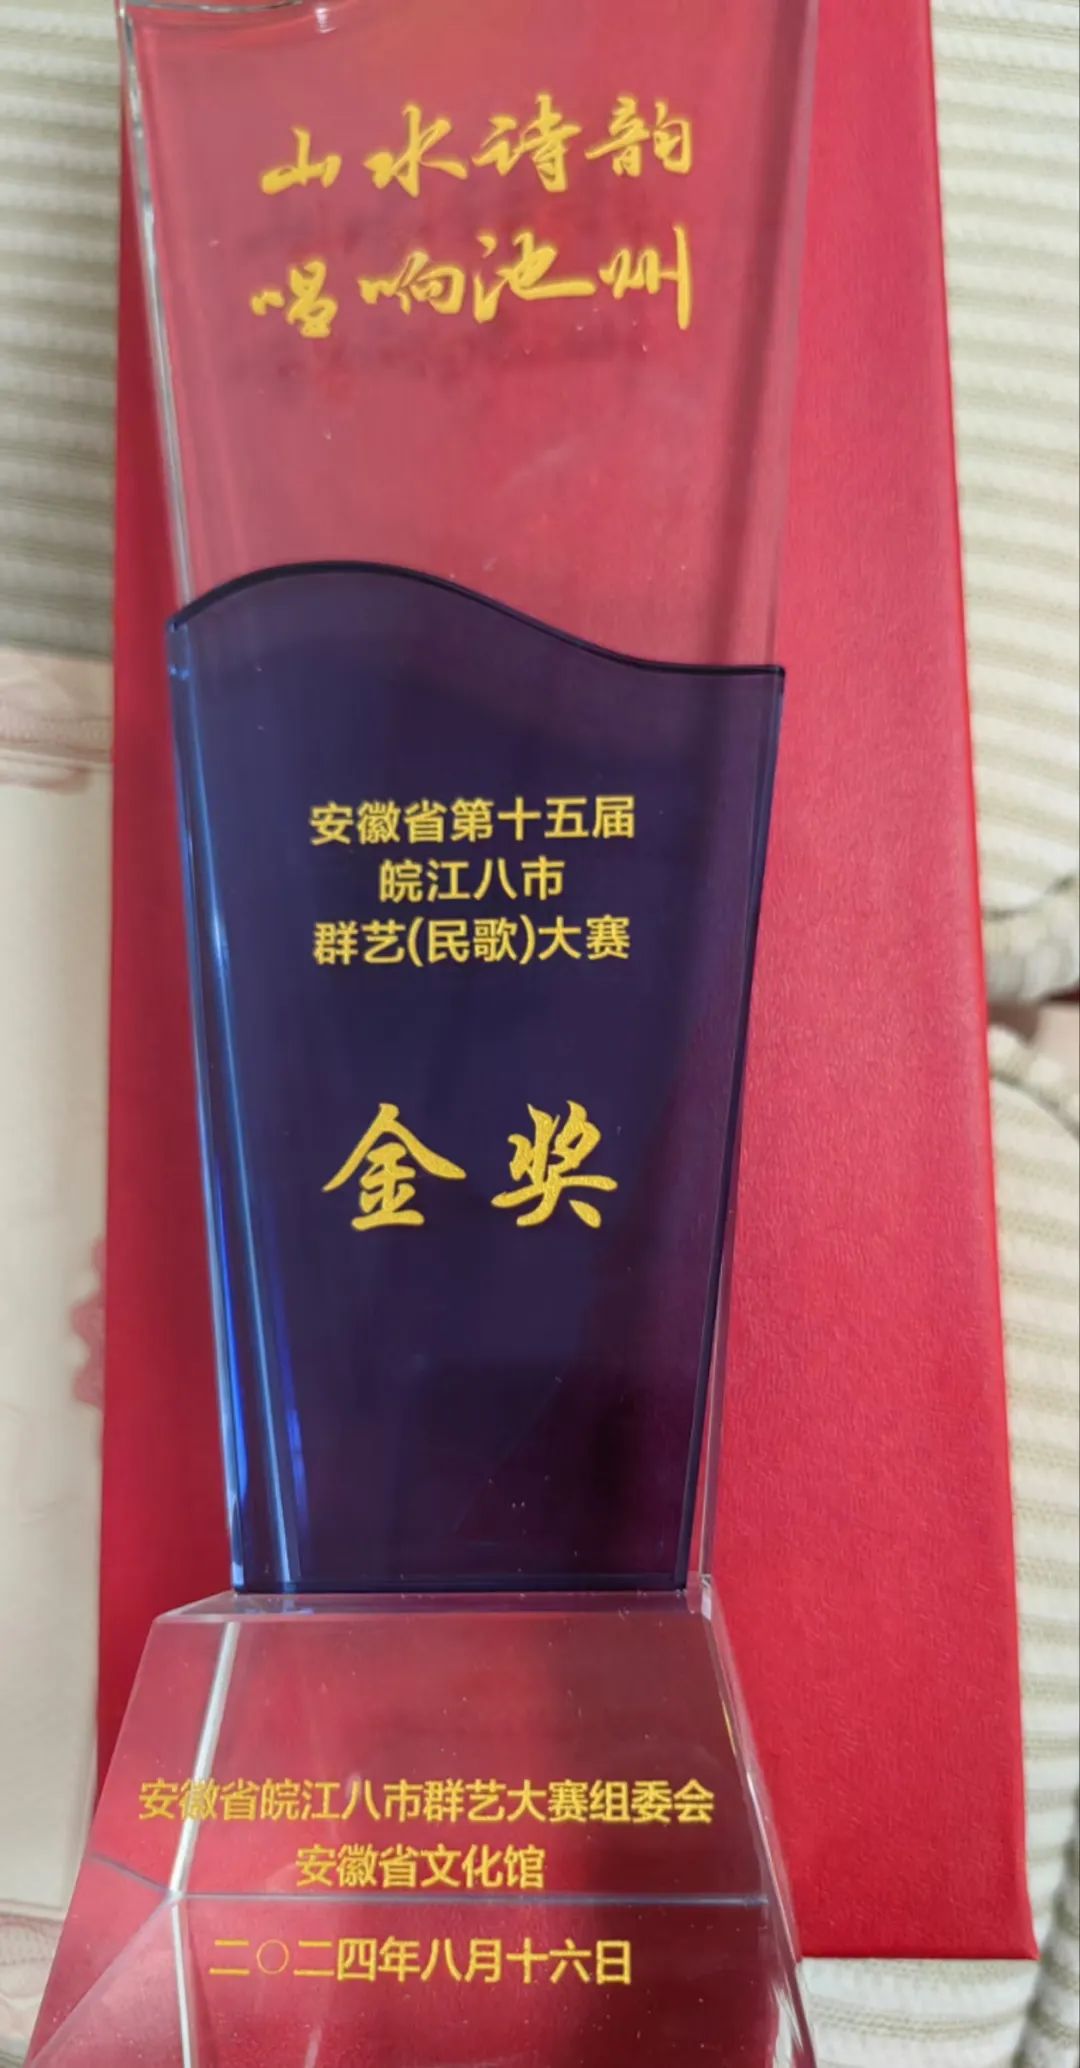 山水诗韵
唱响池州
安徽省第十五届
皖江八市
群艺(民歌)大赛
金奖
安徽省皖江八市群艺大赛组委会
安徽省文化馆
二〇二四年八月十六日